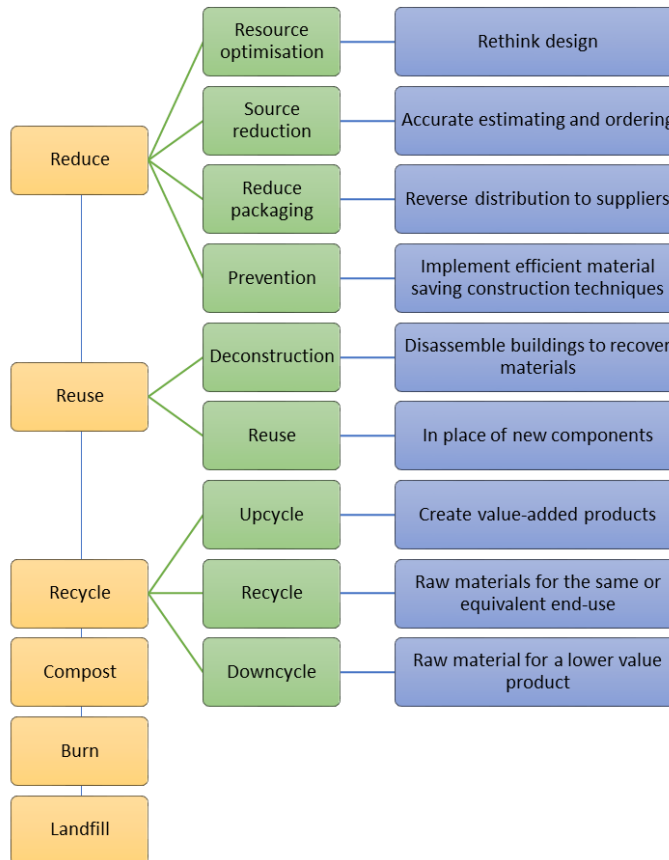 Reduce
Resource
optimisation
Rethink design
Source
reduction
Accurate estimating and ordering
Reduce
packaging
Reverse distribution to suppliers
Prevention
Implement efficient material
saving construction techniques
Reuse
Deconstruction
Disassemble buildings to recover
materials
Reuse
In place of new components
Recycle
Upcycle
Create value-added products
Recycle
Raw materials for the same or
equivalent end-use
Downcycle
Raw material for a lower value
product
Compost
Burn
Landfill